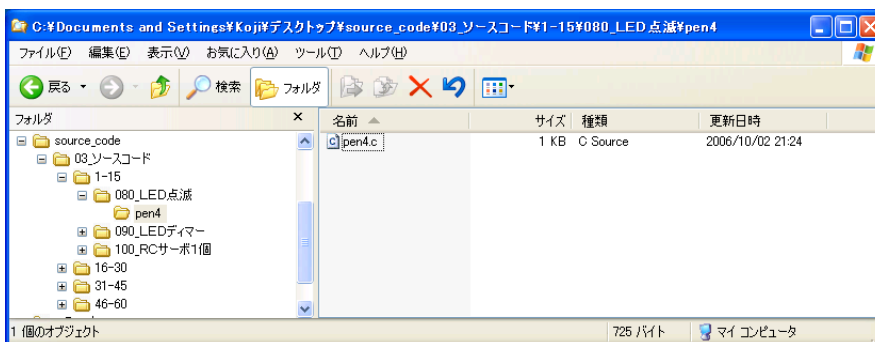 C:¥Documents and Settings¥Koji¥デスクトップ¥source_code¥03_ソースコード¥1-15¥080_LED点滅¥pen4
ファイル(F) 編集(E) 表示(V) お気に入り(A) ツール(T) ヘルプ(H)
戻る 検索 フォルダ
フォルダ × 名前 サイズ 種類 更新日時
source_code pen4.c 1 KB C Source 2006/10/02 21:24
03_ソースコード
1-15
080_LED点滅
pen4
090_LEDディマー
100_RCサーボ1個
16-30
31-45
46-60
1 個のオブジェクト 725 バイト マイ コンピュータ